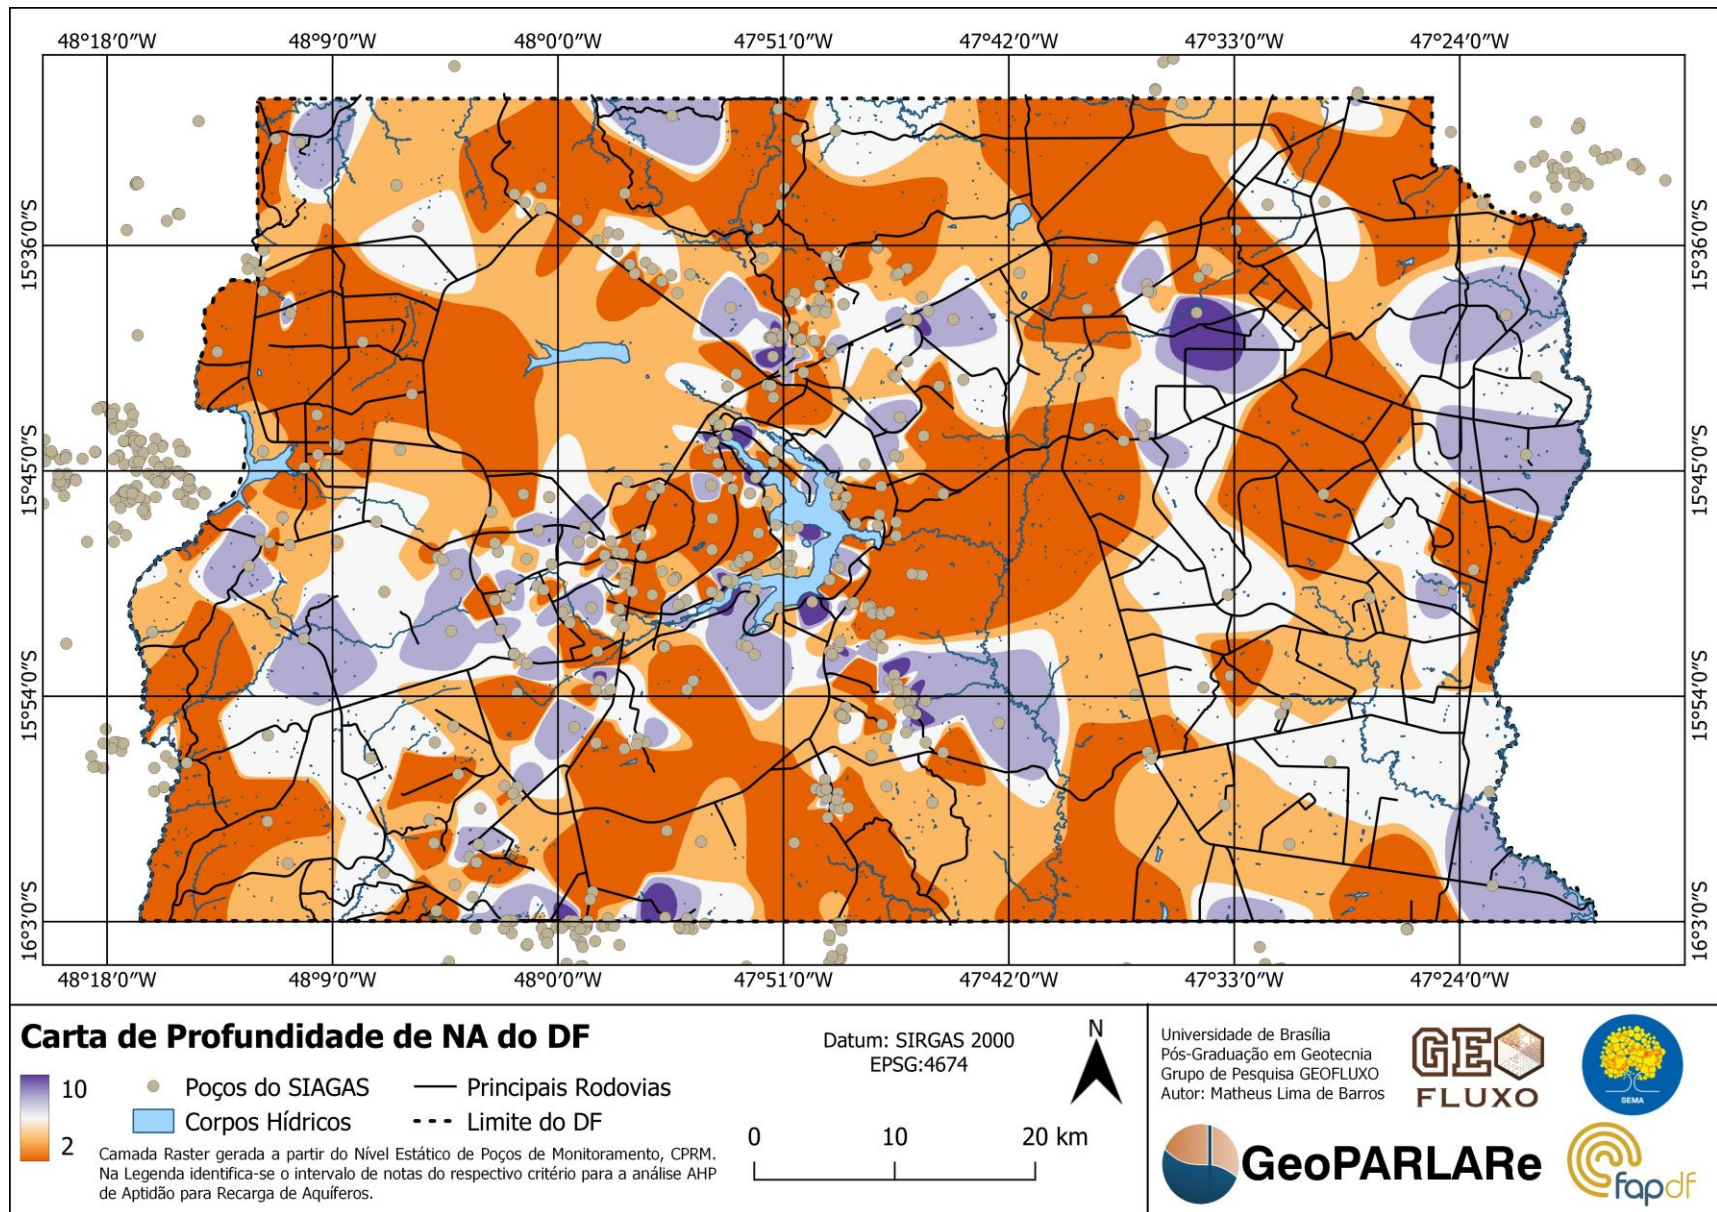 48°18′0″W 48°9′0″W 48°0′0″W 47°51′0″W 47°42′0″W 47°33′0″W 47°24′0″W
15°36′0″S 15°36′0″S
15°45′0″S 15°45′0″S
15°54′0″S 15°54′0″S
16°3′0″S 16°3′0″S
48°18′0″W 48°9′0″W 48°0′0″W 47°51′0″W 47°42′0″W 47°33′0″W 47°24′0″W
Carta de Profundidade de NA do DF
10
2
Poços do SIAGAS
Principais Rodovias
Corpos Hídricos
Limite do DF
Camada Raster gerada a partir do Nível Estático de Poços de Monitoramento, CPRM.
Na Legenda identifica-se o intervalo de notas do respectivo critério para a análise AHP
de Aptidão para Recarga de Aquíferos.
Datum: SIRGAS 2000
EPSG:4674
N
0 10 20 km
Universidade de Brasília
Pós-Graduação em Geotecnia
Grupo de Pesquisa GEOFLUXO
Autor: Matheus Lima de Barros
GEO
FLUXO
SEMA
GeoPARLARe
fapdf